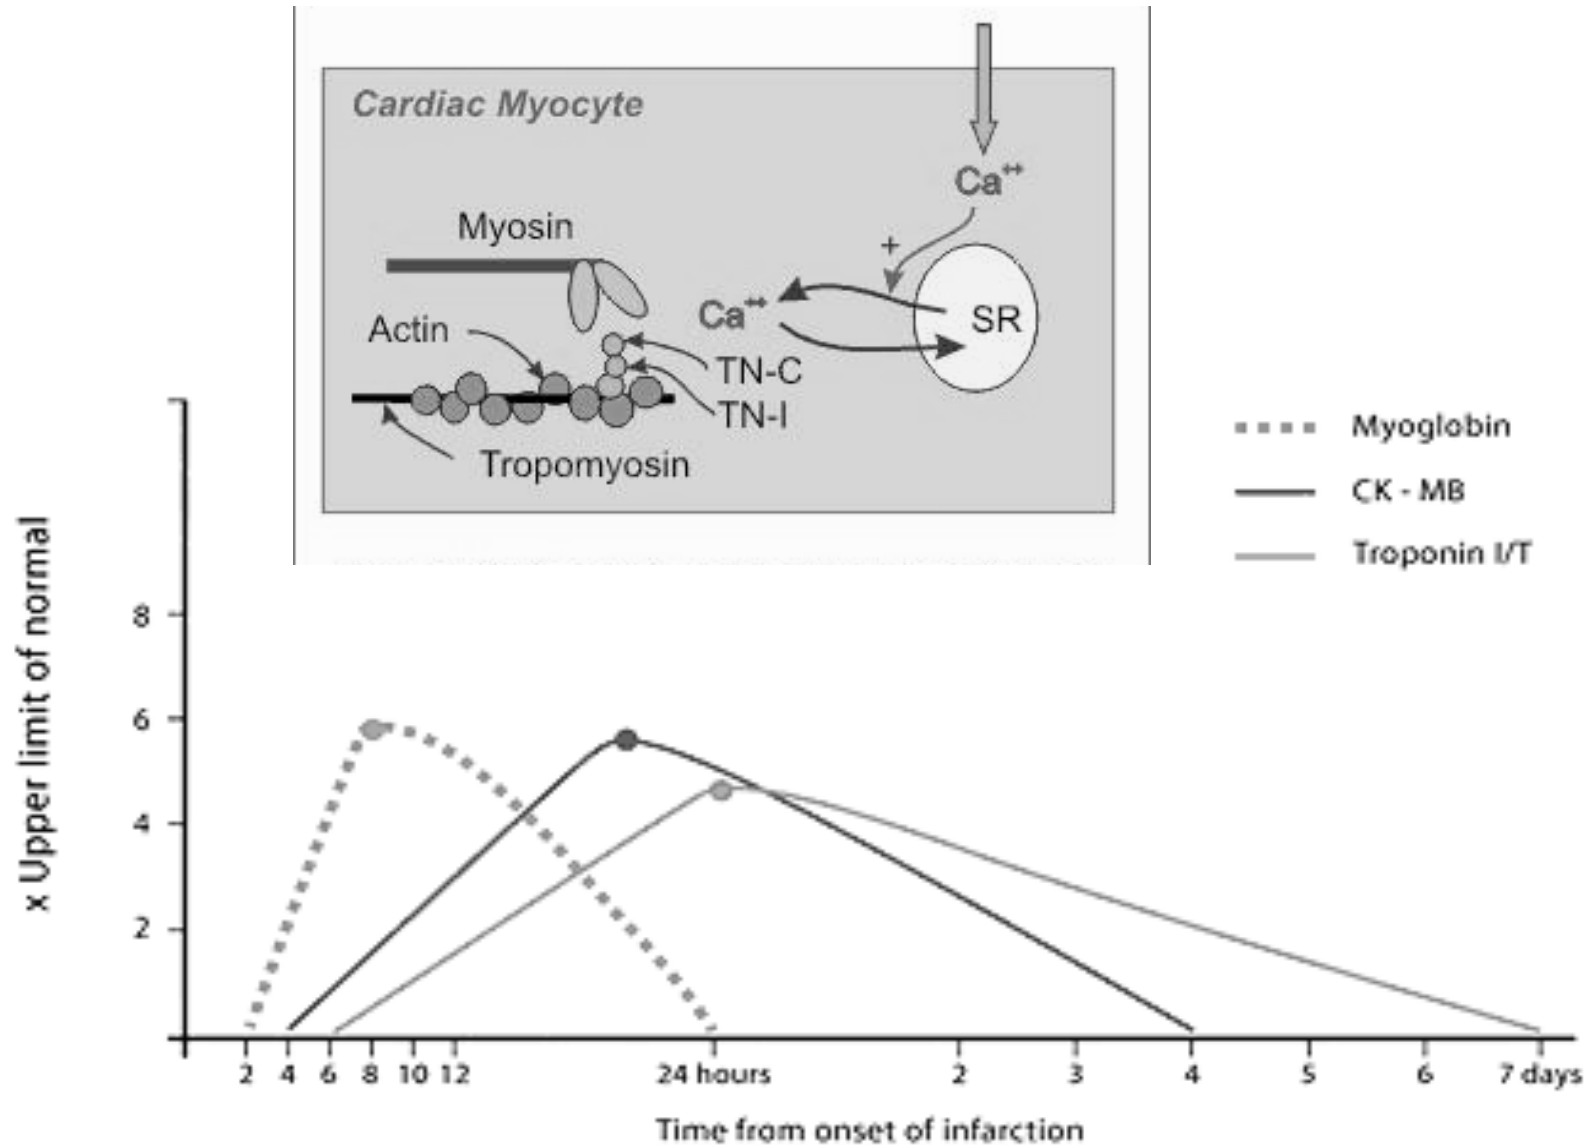 Cardiac Myocyte
Ca++
Myosin
+
Ca++
SR
Actin
TN-C
TN-I
Tropomyosin
Myoglobin
CK - MB
Troponin I/T
x Upper limit of normal
8
6
4
2
2 4 6 8 10 12 24 hours 2 3 4 5 6 7 days
Time from onset of infarction